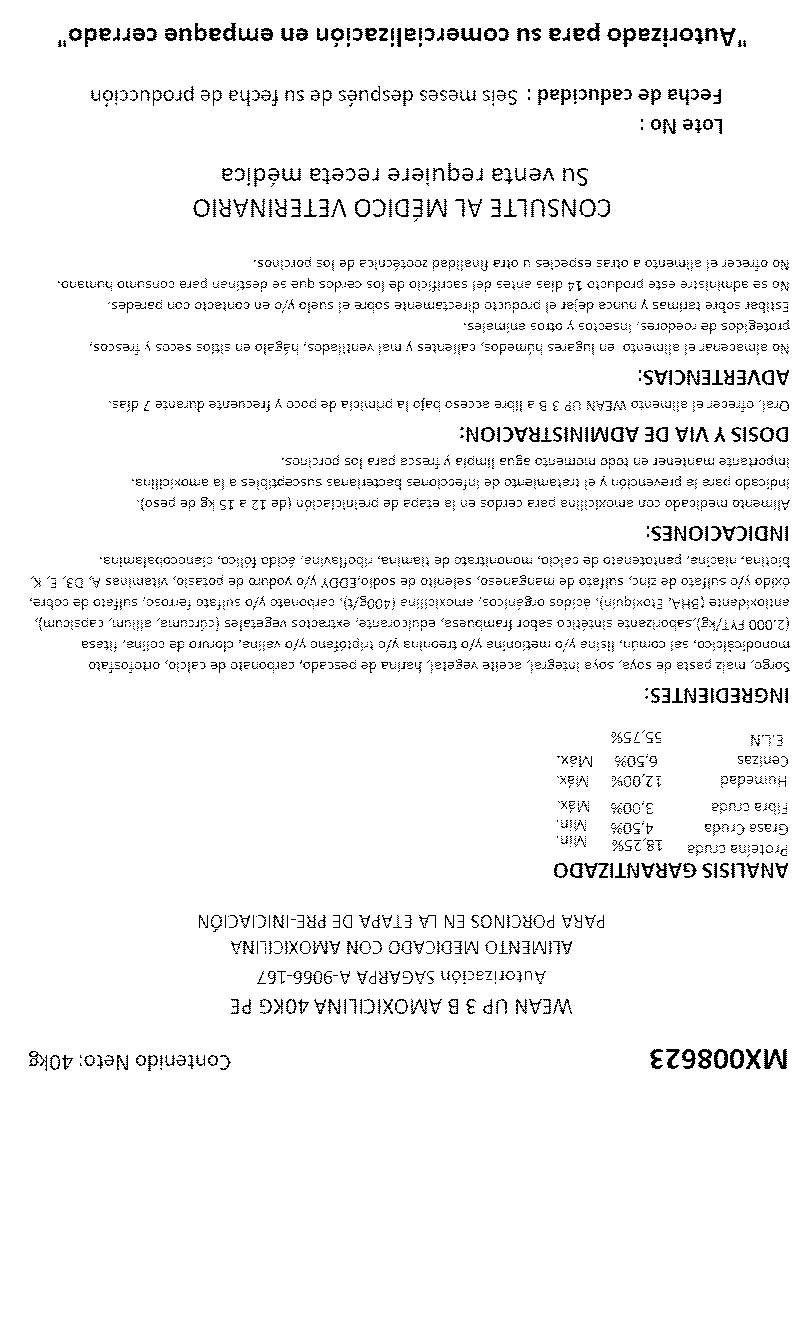 MX008623 Contenido Neto: 40kg
WEAN UP 3 B AMOXICILINA 40KG PE
Autorización SAGARPA A-9066-167
ALIMENTO MEDICADO CON AMOXICILINA
PARA PORCINOS EN LA ETAPA DE PRE-INICIACIÓN
ANALISIS GARANTIZADO
Proteína cruda 18,25% Min.
Grasa Cruda 4,50% Min.
Fibra cruda 3,00% Máx.
Humedad 12,00% Máx.
Cenizas 6,50% Máx.
E.L.N 55,75%
INGREDIENTES:
Sorgo, maíz pasta de soya, soya integral, aceite vegetal, harina de pescado, carbonato de calcio, ortofosfato
monodicálcico, sal común, lisina y/o metionina y/o treonina y/o triptófano y/o valina, cloruro de colina, fitasa
(2.000 FYT/kg),saborizante sintético sabor frambuesa, edulcorante, extractos vegetales (cúrcuma, allium, capsicum),
antioxidante (BHA, Etoxiquin), ácidos orgánicos, amoxicilina (400g/t), carbonato y/o sulfato ferroso, sulfato de cobre,
óxido y/o sulfato de zinc, sulfato de manganeso, selenito de sodio,EDDY y/o yoduro de potasio, vitaminas A, D3, E, K,
biotina, niacina, pantotenato de calcio, mononitrato de tiamina, riboflavina, ácido fólico, cianocobalamina.
INDICACIONES:
Alimento medicado con amoxicilina para cerdos en la etapa de preiniciación (de 12 a 15 kg de peso).
Indicado para la prevención y el tratamiento de infecciones bacterianas susceptibles a la amoxicilina.
Importante mantener en todo momento agua limpia y fresca para los porcinos.
DOSIS Y VIA DE ADMINISTRACION:
Oral, ofrecer el alimento WEAN UP 3 B a libre acceso bajo la primicia de poco y frecuente durante 7 días.
ADVERTENCIAS:
No almacenar el alimento en lugares húmedos, calientes y mal ventilados, hágalo en sitios secos y frescos,
protegidos de roedores, insectos y otros animales.
Estibar sobre tarimas y nunca dejar el producto directamente sobre el suelo y/o en contacto con paredes.
No se administre este producto 14 días antes del sacrificio de los cerdos que se destinan para consumo humano.
No ofrecer el alimento a otras especies u otra finalidad zootécnica de los porcinos.
CONSULTE AL MÉDICO VETERINARIO
Su venta requiere receta médica
Lote No :
Fecha de caducidad : Seis meses después de su fecha de producción
"Autorizado para su comercialización en empaque cerrado"